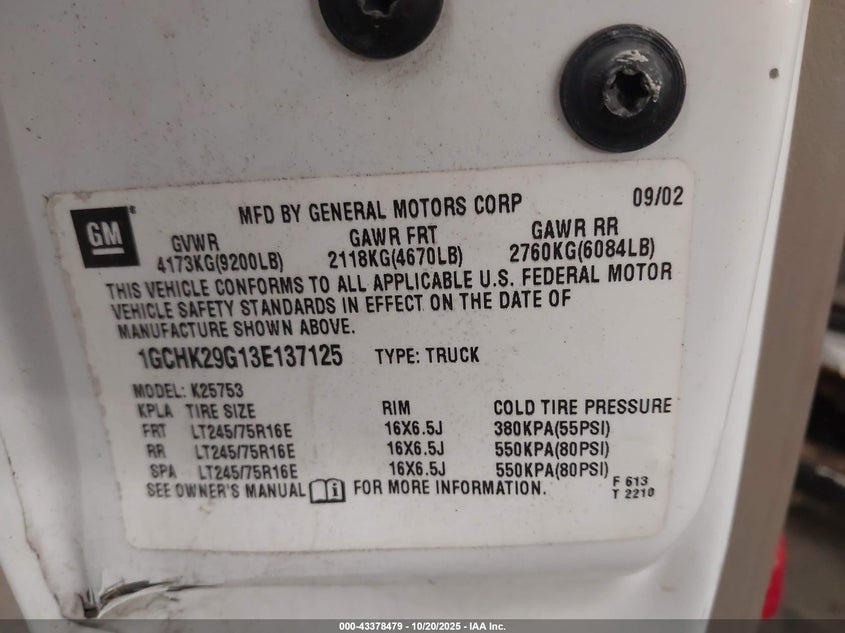 GM®
MFD BY GENERAL MOTORS CORP 09/02
GVWR GAWR FRT GAWR RR
4173KG(9200LB) 2118KG(4670LB) 2760KG(6084LB)
THIS VEHICLE CONFORMS TO ALL APPLICABLE U.S. FEDERAL MOTOR
VEHICLE SAFETY STANDARDS IN EFFECT ON THE DATE OF
MANUFACTURE SHOWN ABOVE.
1GCHK29G13E137125 TYPE: TRUCK
MODEL: K25753
KPLA TIRE SIZE RIM COLD TIRE PRESSURE
FRT LT245/75R16E 16X6.5J 380KPA(55PSI)
RR LT245/75R16E 16X6.5J 550KPA(80PSI)
SPA LT245/75R16E 16X6.5J 550KPA(80PSI)
SEE OWNER'S MANUAL FOR MORE INFORMATION.
F 613
T 2210
000-43378479 - 10/20/2025 - IAA Inc.